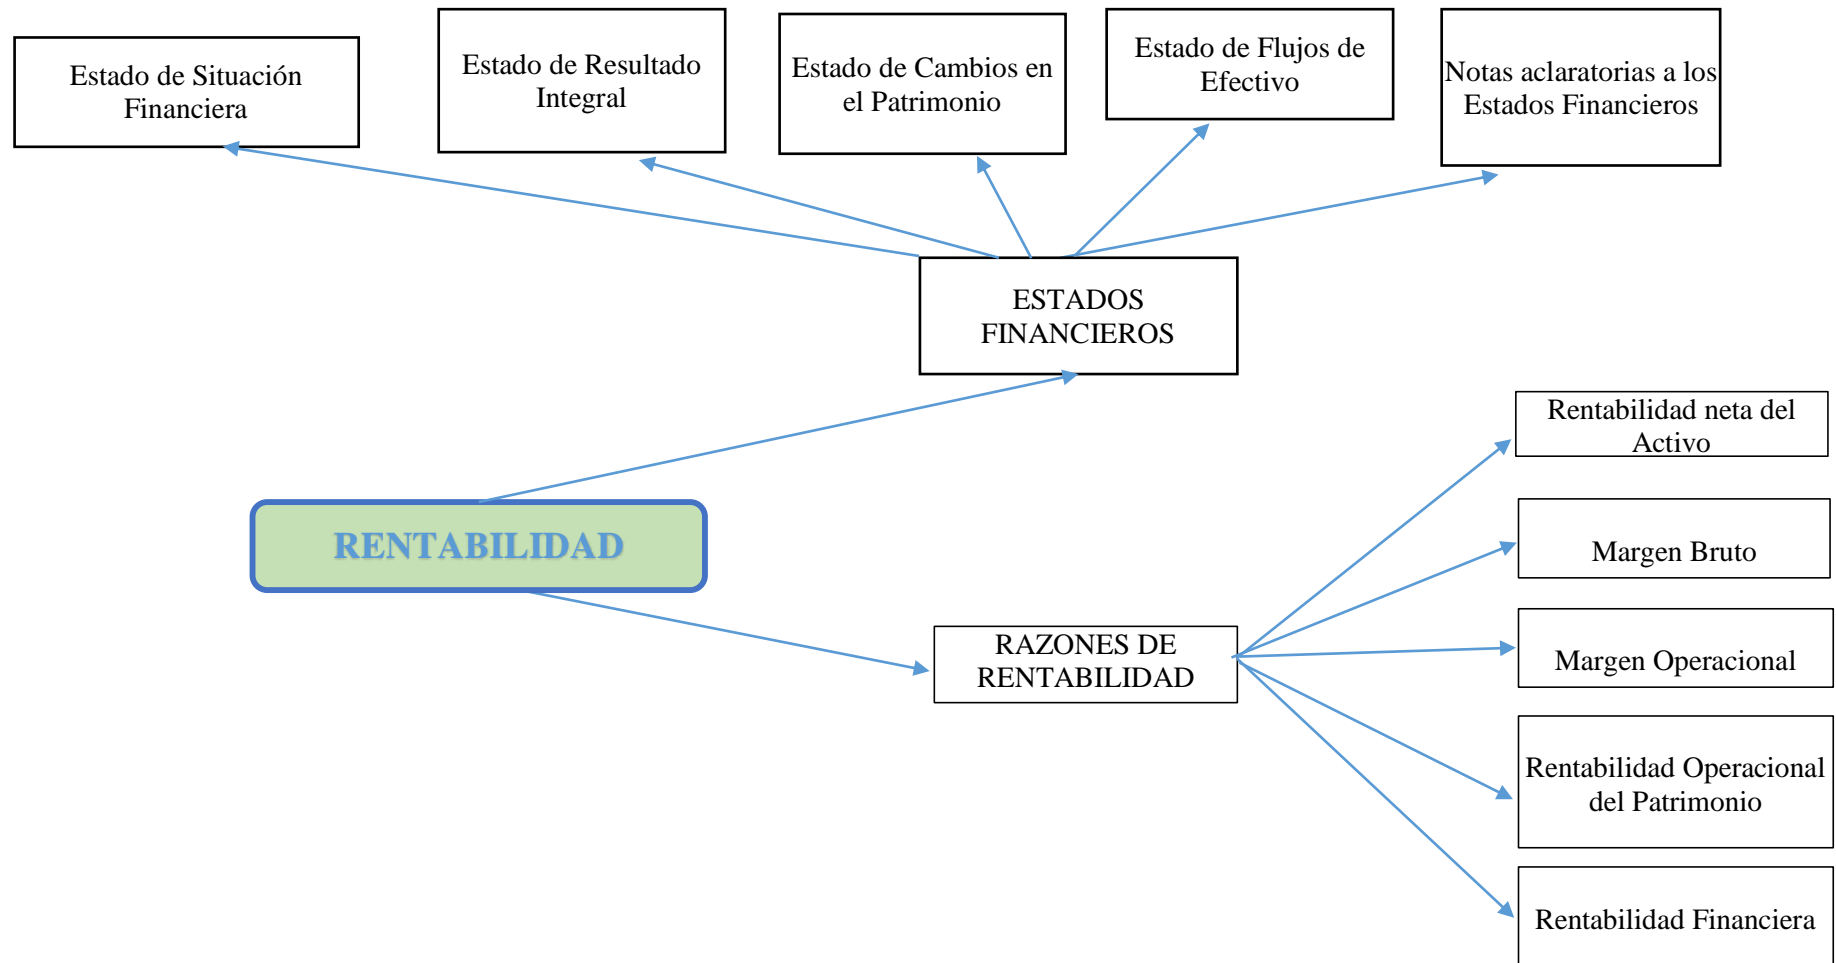 Estado de Situación
Financiera
Estado de Resultado
Integral
Estado de Cambios en
el Patrimonio
Estado de Flujos de
Efectivo
Notas aclaratorias a los
Estados Financieros
ESTADOS
FINANCIEROS
RENTABILIDAD
RAZONES DE
RENTABILIDAD
Rentabilidad neta del
Activo
Margen Bruto
Margen Operacional
Rentabilidad Operacional
del Patrimonio
Rentabilidad Financiera